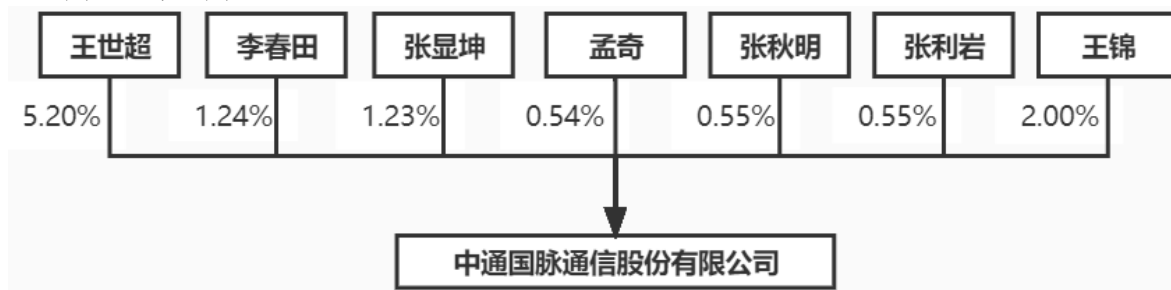 王世超 李春田 张显坤 孟奇 张秋明 张利岩 王锦
5.20% 1.24% 1.23% 0.54% 0.55% 0.55% 2.00%
中通国脉通信股份有限公司